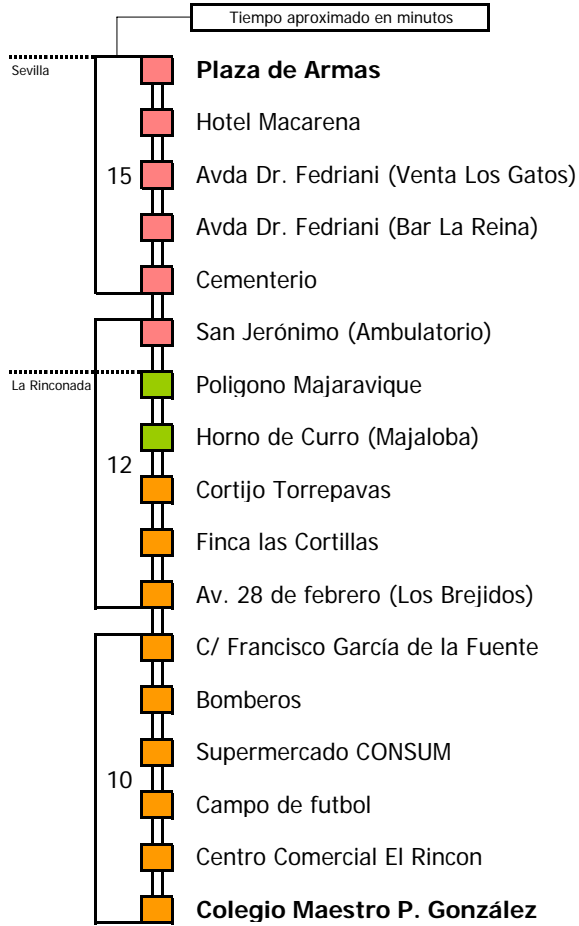 Tiempo aproximado en minutos
Sevilla
Plaza de Armas
Hotel Macarena
15
Avda Dr. Fedriani (Venta Los Gatos)
Avda Dr. Fedriani (Bar La Reina)
Cementerio
San Jerónimo (Ambulatorio)
La Rinconada
Poligono Majaravique
Horno de Curro (Majaloba)
12
Cortijo Torrepavas
Finca las Cortillas
Av. 28 de febrero (Los Brejidos)
C/ Francisco García de la Fuente
Bomberos
Supermercado CONSUM
10
Campo de futbol
Centro Comercial El Rincon
Colegio Maestro P. González